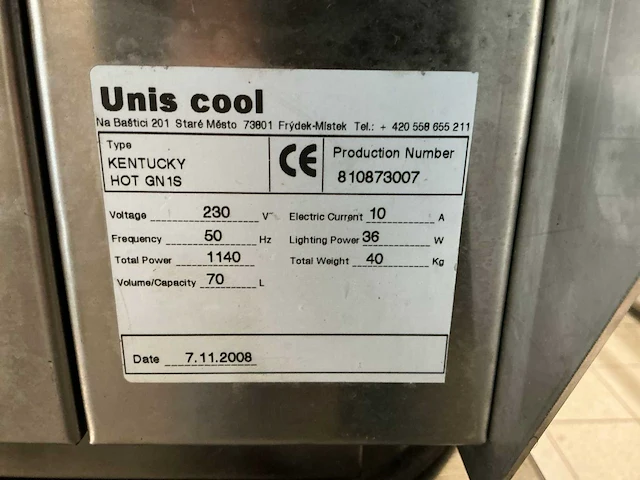 Unis cool
Na Baštici 201 Staré Město 73801 Frýdek-Místek Tel.: + 420 558 655 211
Type
KENTUCKY
HOT GN1S
CE
Production Number
810873007
Voltage 230 V~ Electric Current 10 A
Frequency 50 Hz Lighting Power 36 W
Total Power 1140 Total Weight 40 Kg
Volume/Capacity 70 L
Date 7.11.2008